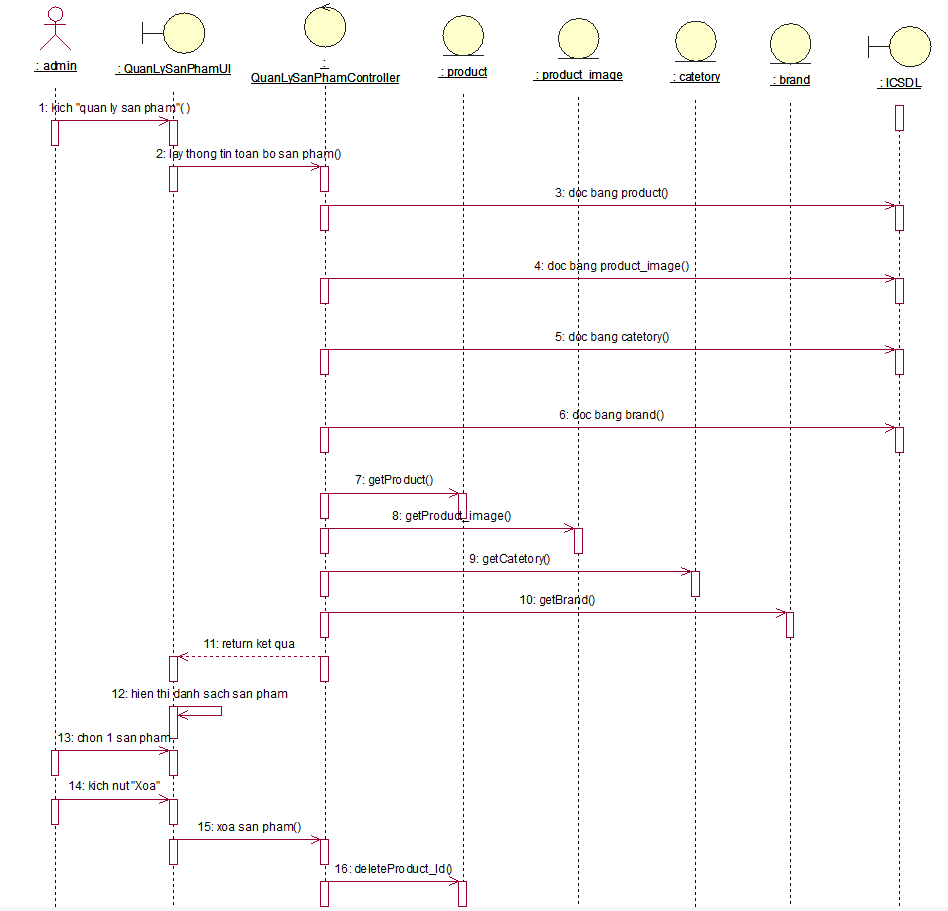 : admin
: QuanLySanPhamUI
:
QuanLySanPhamController
: product
: product_image
: catetory
: brand
: ICSDL
1: kich "quan ly san pham"( )
2: lay thong tin toan bo san pham()
3: doc bang product()
4: doc bang product_image()
5: doc bang catetory()
6: doc bang brand()
7: getProduct()
8: getProduct_image()
9: getCatetory()
10: getBrand()
11: return ket qua
12: hien thi danh sach san pham
13: chon 1 san pham
14: kich nut "Xoa"
15: xoa san pham()
16: deleteProduct_Id()